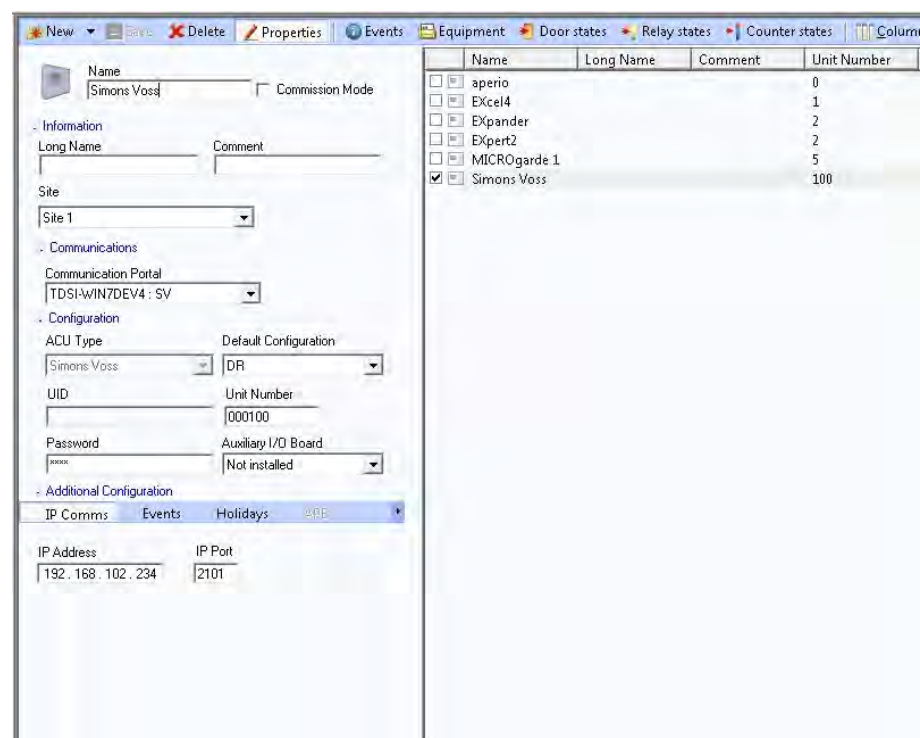 New Save Delete Properties Events Equipment Door states Relay states Counter states Colum
Name
Simons Voss
Commission Mode
Information
Long Name Comment
Site
Site 1
Communications
Communication Portal
TDSI-WIN7DEV4 : SV
Configuration
ACU Type Default Configuration
Simons Voss DR
UID Unit Number
000100
Password Auxiliary I/O Board
**** Not installed
Additional Configuration
IP Comms Events Holidays APB
IP Address IP Port
192 . 168 . 102 . 234 2101
Name Long Name Comment Unit Number
aperio 0
EXcel4 1
EXpander 2
EXpert2 2
MICROgarde 1 5
Simons Voss 100